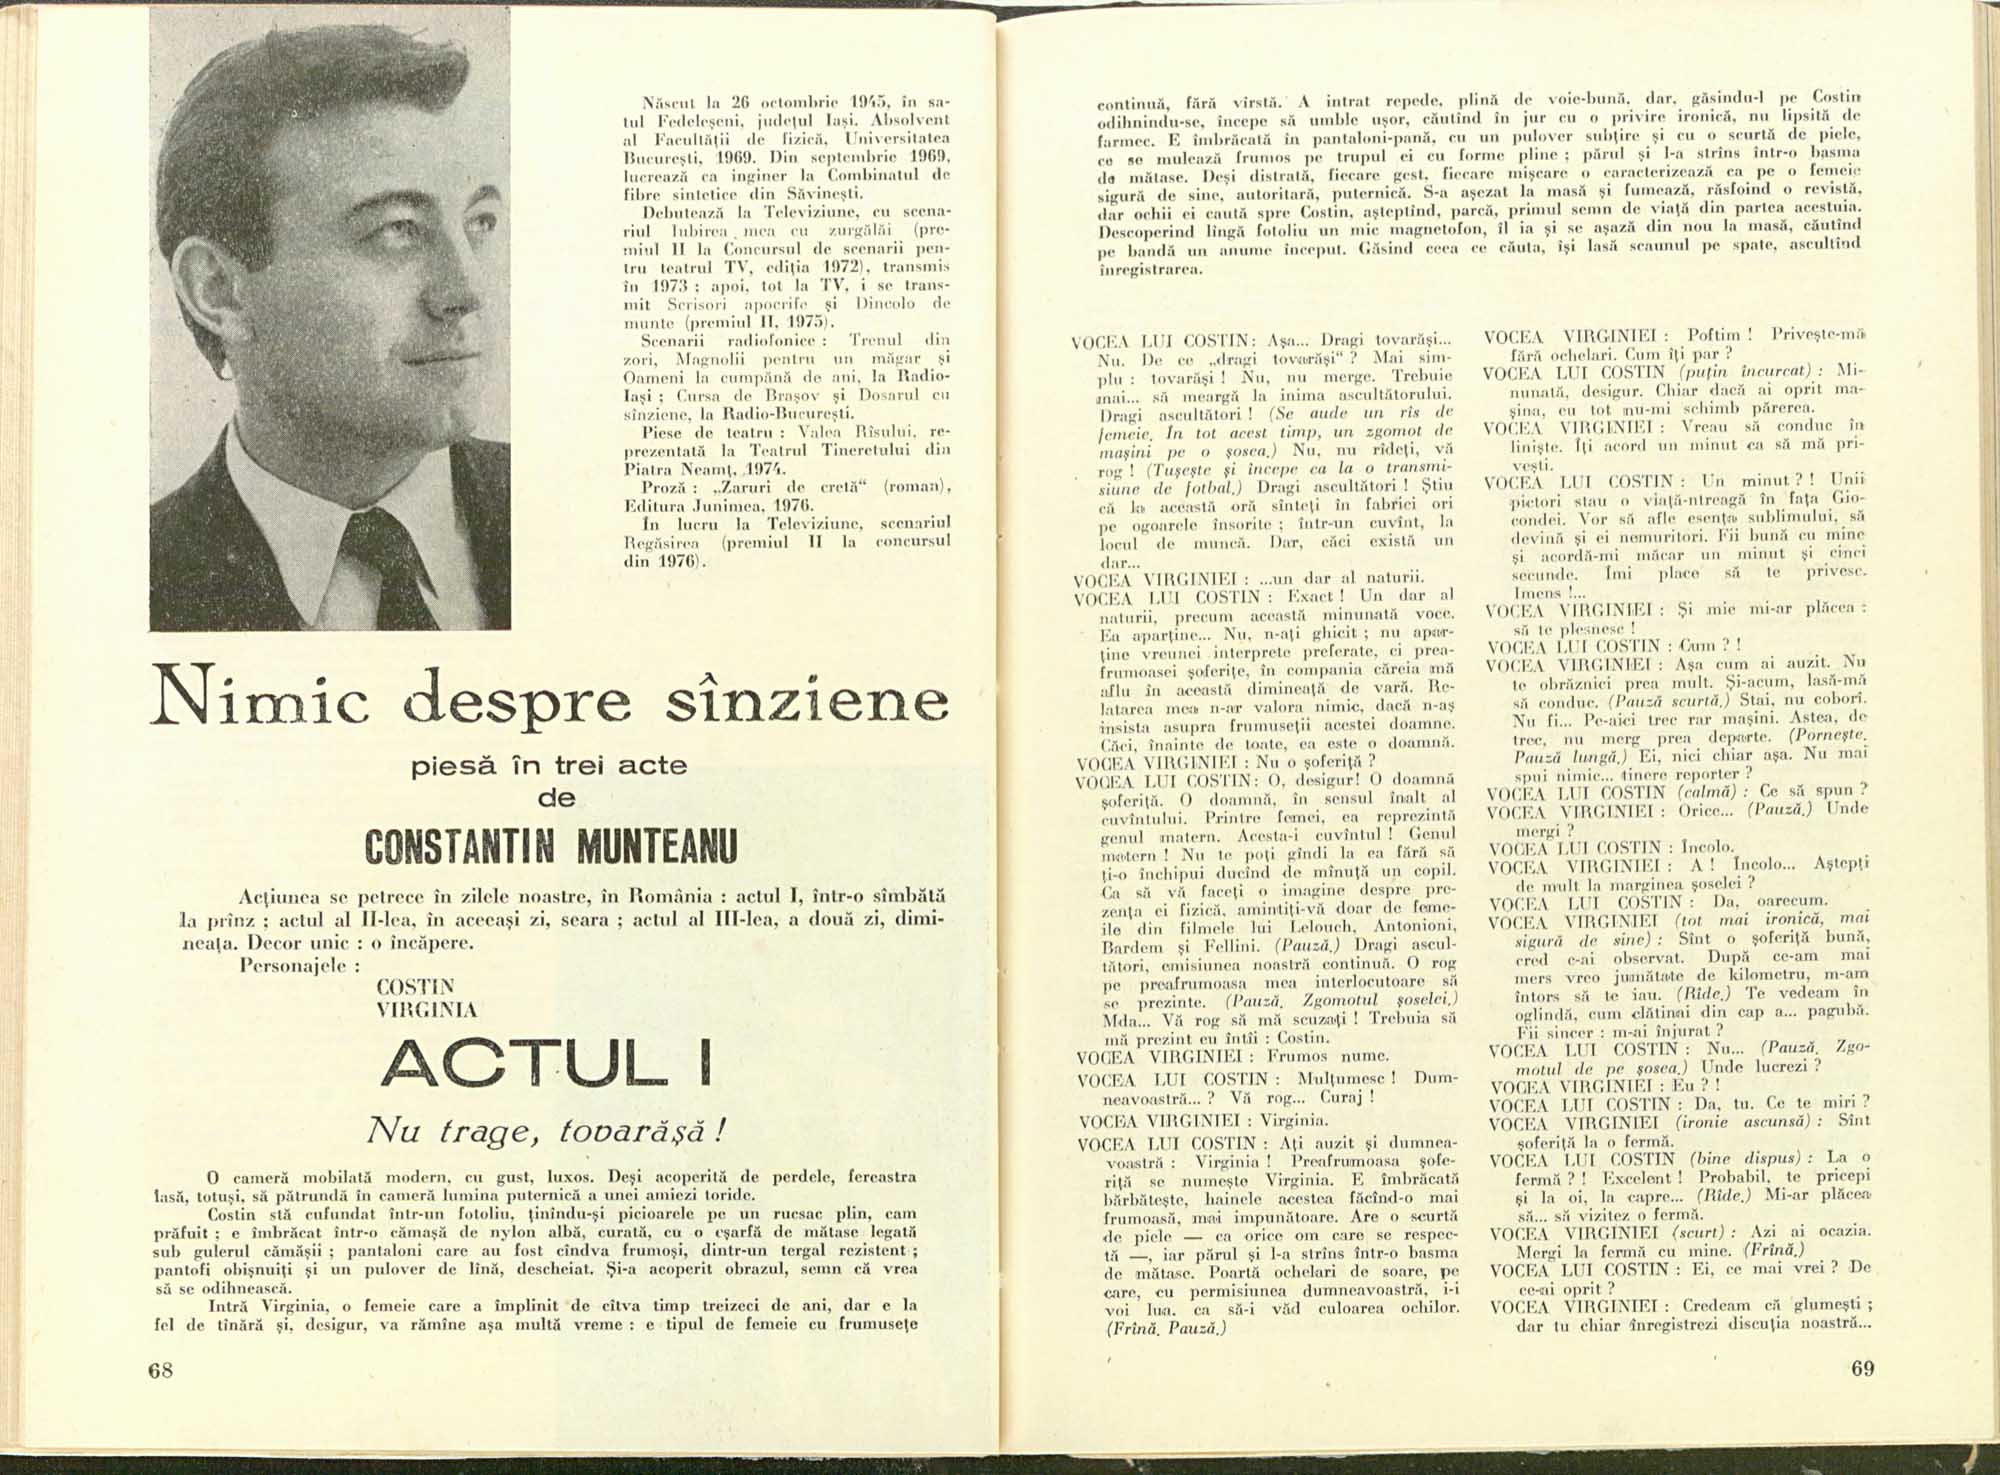 Născut la 26 octombrie 1945, în sa-
tul Fedeleşeni, judeţul Iaşi. Absolvent
al Facultăţii de fizică, Universitatea
Bucureşti, 1969. Din septembrie 1969,
lucrează ca inginer la Combinatul de
fibre sintetice din Săvineşti.
Debutează la Televiziune, cu scena-
riul Iubirea mea cu zurgălăi (pre-
miul II la Concursul de scenarii pen-
tru teatrul TV, ediţia 1972), transmis
în 1973 ; apoi, tot la TV, i se trans-
mit Scrisori apocrife şi Dincolo de
munte (premiul II, 1975).
Scenarii radiofonice : Trenul din
zori, Magnolii pentru un măgar şi
Oameni la cumpănă de ani, la Radio-
Iaşi ; Cursa de Braşov şi Dosarul cu
sînziene, la Radio-Bucureşti.
Piese de teatru : Valea Rîsului, re-
prezentată la Teatrul Tineretului din
Piatra Neamţ, 1974.
Proză : „Zaruri de cretă“ (roman),
Editura Junimea, 1976.
În lucru la Televiziune, scenariul
Regăsirea (premiul II la concursul
din 1976).
Nimic despre sînziene
piesă în trei acte
de
CONSTANTIN MUNTEANU
Acţiunea se petrece în zilele noastre, în România : actul I, într-o sîmbătă
la prînz ; actul al II-lea, în aceeaşi zi, seara ; actul al III-lea, a două zi, dimi-
neaţa. Decor unic : o încăpere.
Personajele :
COSTIN
VIRGINIA
ACTUL I
Nu trage, tovarăşă !
O cameră mobilată modern, cu gust, luxos. Deşi acoperită de perdele, fereastra
lasă, totuşi, să pătrundă în cameră lumina puternică a unei amiezi toride.
Costin stă cufundat într-un fotoliu, ţinîndu-şi picioarele pe un rucsac plin, cam
prăfuit ; e îmbrăcat într-o cămaşă de nylon albă, curată, cu o eşarfă de mătase legată
sub gulerul cămăşii ; pantaloni care au fost cîndva frumoşi, dintr-un tergal rezistent ;
pantofi obişnuiţi şi un pulover de lînă, descheiat. Şi-a acoperit obrazul, semn că vrea
să se odihnească.
Intră Virginia, o femeie care a împlinit de cîtva timp treizeci de ani, dar e la
fel de tînără şi, desigur, va rămîne aşa multă vreme : e tipul de femeie cu frumuseţe
68
continuă, fără vîrstă. A intrat repede, plină de voie-bună, dar, găsindu-l pe Costin
odihnindu-se, începe să umble uşor, căutînd în jur cu o privire ironică, nu lipsită de
farmec. E îmbrăcată în pantaloni-pană, cu un pulover subţire şi cu o scurtă de piele,
ce se mulează frumos pe trupul ei cu forme pline ; părul şi l-a strîns într-o basma
de mătase. Deşi distrată, fiecare gest, fiecare mişcare o caracterizează ca pe o femeie
sigură de sine, autoritară, puternică. S-a aşezat la masă şi fumează, răsfoind o revistă,
dar ochii ei caută spre Costin, aşteptînd, parcă, primul semn de viaţă din partea acestuia.
Descoperind lîngă fotoliu un mic magnetofon, îl ia şi se aşază din nou la masă, căutînd
pe bandă un anume început. Găsind ceea ce căuta, îşi lasă scaunul pe spate, ascultînd
înregistrarea.
VOCEA LUI COSTIN: Aşa... Dragi tovarăşi...
Nu. De ce „dragi tovarăşi“ ? Mai sim-
plu : tovarăşi ! Nu, nu merge. Trebuie
mai... să meargă la inima ascultătorului.
Dragi ascultători ! (Se aude un rîs de
femeie. În tot acest timp, un zgomot de
maşini pe o şosea.) Nu, nu rîdeţi, vă
rog ! (Tuşeşte şi începe ca la o transmi-
siune de fotbal.) Dragi ascultători ! Ştiu
că la această oră sînteţi în fabrici ori
pe ogoarele însorite ; într-un cuvînt, la
locul de muncă. Dar, căci există un
dar...
VOCEA VIRGINIEI : ...un dar al naturii.
VOCEA LUI COSTIN : Exact ! Un dar al
naturii, precum această minunată voce.
Ea aparţine... Nu, n-aţi ghicit ; nu apar-
ţine vreunei interprete preferate, ci prea-
frumoasei şoferiţe, în compania căreia mă
aflu în această dimineaţă de vară. Re-
latarea mea n-ar valora nimic, dacă n-aş
insista asupra frumuseţii acestei doamne.
Căci, înainte de toate, ea este o doamnă.
VOCEA VIRGINIEI : Nu o şoferiţă ?
VOCEA LUI COSTIN: O, desigur! O doamnă
şoferiţă. O doamnă, în sensul înalt al
cuvîntului. Printre femei, ea reprezintă
genul matern. Acesta-i cuvîntul ! Genul
matern ! Nu te poţi gîndi la ea fără să
ţi-o închipui ducînd de mînuţă un copil.
Ca să vă faceţi o imagine despre pre-
zenţa ei fizică, amintiţi-vă doar de feme-
ile din filmele lui Lelouch, Antonioni,
Bardem şi Fellini. (Pauză.) Dragi ascul-
tători, emisiunea noastră continuă. O rog
pe preafrumoasa mea interlocutoare să
se prezinte. (Pauză. Zgomotul şoselei.)
Mda... Vă rog să mă scuzaţi ! Trebuia să
mă prezint eu întîi : Costin.
VOCEA VIRGINIEI : Frumos nume.
VOCEA LUI COSTIN : Mulţumesc ! Dum-
neavoastră... ? Vă rog... Curaj !
VOCEA VIRGINIEI : Virginia.
VOCEA LUI COSTIN : Aţi auzit şi dumnea-
voastră : Virginia ! Preafrumoasa şofe-
riţă se numeşte Virginia. E îmbrăcată
bărbăteşte, hainele acestea făcînd-o mai
frumoasă, mai impunătoare. Are o scurtă
de piele — ca orice om care se respec-
tă —, iar părul şi l-a strîns într-o basma
de mătase. Poartă ochelari de soare, pe
care, cu permisiunea dumneavoastră, i-i
voi lua, ca să-i văd culoarea ochilor.
(Frînă. Pauză.)
VOCEA VIRGINIEI : Poftim ! Priveşte-mă
fără ochelari. Cum îţi par ?
VOCEA LUI COSTIN (puţin încurcat) : Mi-
nunată, desigur. Chiar dacă ai oprit ma-
şina, eu tot nu-mi schimb părerea.
VOCEA VIRGINIEI : Vreau să conduc în
linişte. Îţi acord un minut ca să mă pri-
veşti.
VOCEA LUI COSTIN : Un minut ? ! Unii
pictori stau o viaţă-ntreagă în faţa Gio-
condei. Vor să afle esenţa sublimului, să
devină şi ei nemuritori. Fii bună cu mine
şi acordă-mi măcar un minut şi cinci
secunde. Îmi place să te privesc.
Imens !...
VOCEA VIRGINIEI : Şi mie mi-ar plăcea :
să te plesnesc !
VOCEA LUI COSTIN : Cum ? !
VOCEA VIRGINIEI : Aşa cum ai auzit. Nu
te obrăznici prea mult. Şi-acum, lasă-mă
să conduc. (Pauză scurtă.) Stai, nu coborî.
Nu fi... Pe-aici trec rar maşini. Astea, de
trec, nu merg prea departe. (Porneşte.
Pauză lungă.) Ei, nici chiar aşa. Nu mai
spui nimic... tinere reporter ?
VOCEA LUI COSTIN (calmă) : Ce să spun ?
VOCEA VIRGINIEI : Orice... (Pauză.) Unde
mergi ?
VOCEA LUI COSTIN : Încolo.
VOCEA VIRGINIEI : A ! Încolo... Aştepţi
de mult la marginea şoselei ?
VOCEA LUI COSTIN : Da, oarecum.
VOCEA VIRGINIEI (tot mai ironică, mai
sigură de sine) : Sînt o şoferiţă bună,
cred c-ai observat. După ce-am mai
mers vreo jumătate de kilometru, m-am
întors să te iau. (Rîde.) Te vedeam în
oglindă, cum clătinai din cap a... pagubă.
Fii sincer : m-ai înjurat ?
VOCEA LUI COSTIN : Nu... (Pauză. Zgo-
motul de pe şosea.) Unde lucrezi ?
VOCEA VIRGINIEI : Eu ? !
VOCEA LUI COSTIN : Da, tu. Ce te miri ?
VOCEA VIRGINIEI (ironie ascunsă) : Sînt
şoferiţă la o fermă.
VOCEA LUI COSTIN (bine dispus) : La o
fermă ? ! Excelent ! Probabil, te pricepi
şi la oi, la capre... (Rîde.) Mi-ar plăcea
să... să vizitez o fermă.
VOCEA VIRGINIEI (scurt) : Azi ai ocazia.
Mergi la fermă cu mine. (Frînă.)
VOCEA LUI COSTIN : Ei, ce mai vrei ? De
ce-ai oprit ?
VOCEA VIRGINIEI : Credeam că glumeşti ;
dar tu chiar înregistrezi discuţia noastră...
69